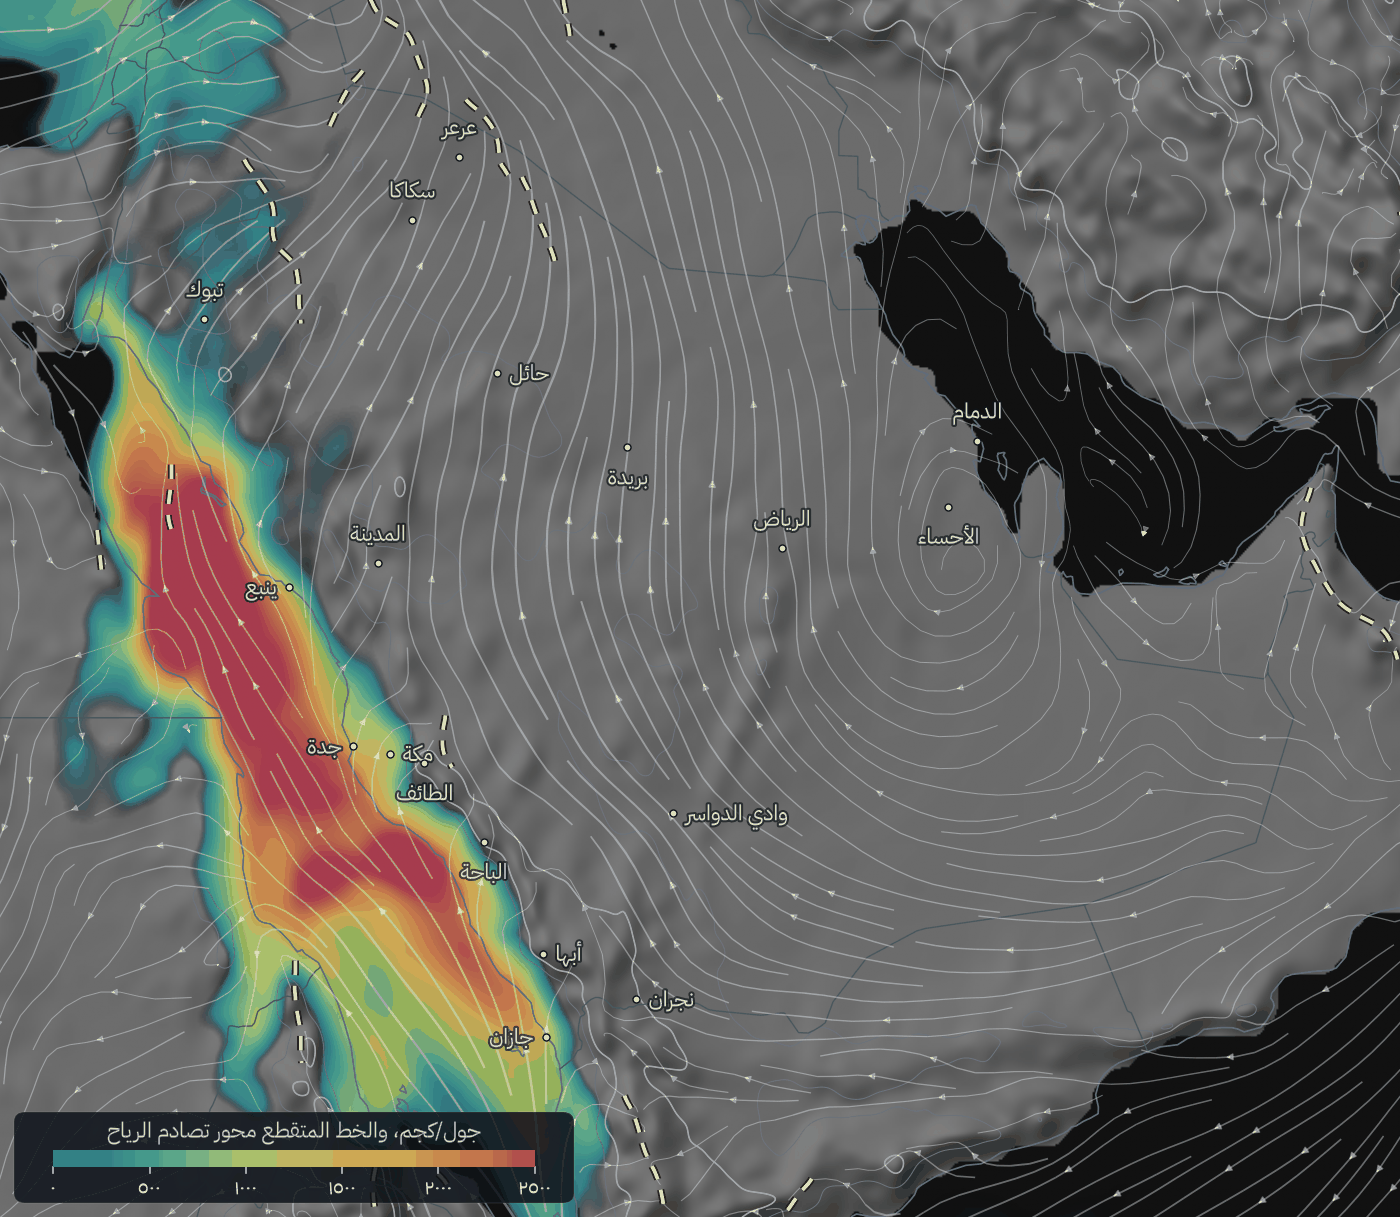 عرعر
سكاكا
تبوك
حائل
الدمام
بريدة
الرياض
الأحساء
المدينة
ينبع
جدة
مكة
الطائف
وادي الدواسر
الباحة
أبها
نجران
جازان
جول/كجم، والخط المتقطع محور تصادم الرياح
٠ ٥٠٠ ١٠٠٠ ١٥٠٠ ٢٠٠٠ ٢٥٠٠